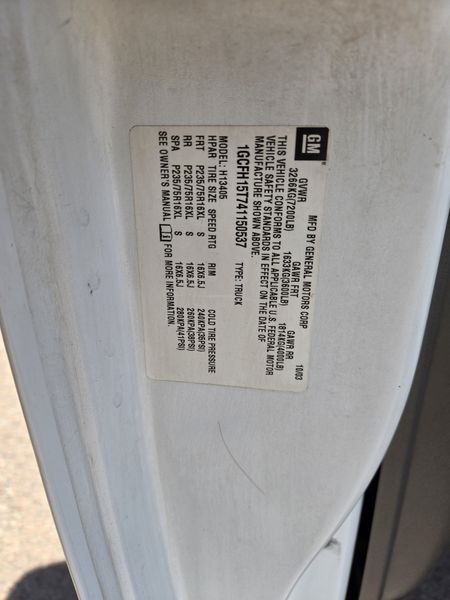 GM
MFD BY GENERAL MOTORS CORP
10/03
GVWR GAWR FRT GAWR RR
3266KG(7200LB) 1633KG(3600LB) 1814KG(4000LB)
THIS VEHICLE CONFORMS TO ALL APPLICABLE U.S. FEDERAL MOTOR
VEHICLE SAFETY STANDARDS IN EFFECT ON THE DATE OF
MANUFACTURE SHOWN ABOVE.
1GCFH15T741150537 TYPE: TRUCK
MODEL: H13405
HPAR TIRE SIZE SPEED RTG RIM COLD TIRE PRESSURE
FRT P235/75R16XL S 16X6.5J 240KPA(35PSI)
RR P235/75R16XL S 16X6.5J 260KPA(38PSI)
SPA P235/75R16XL S 16X6.5J 280KPA(41PSI)
SEE OWNER'S MANUAL FOR MORE INFORMATION.